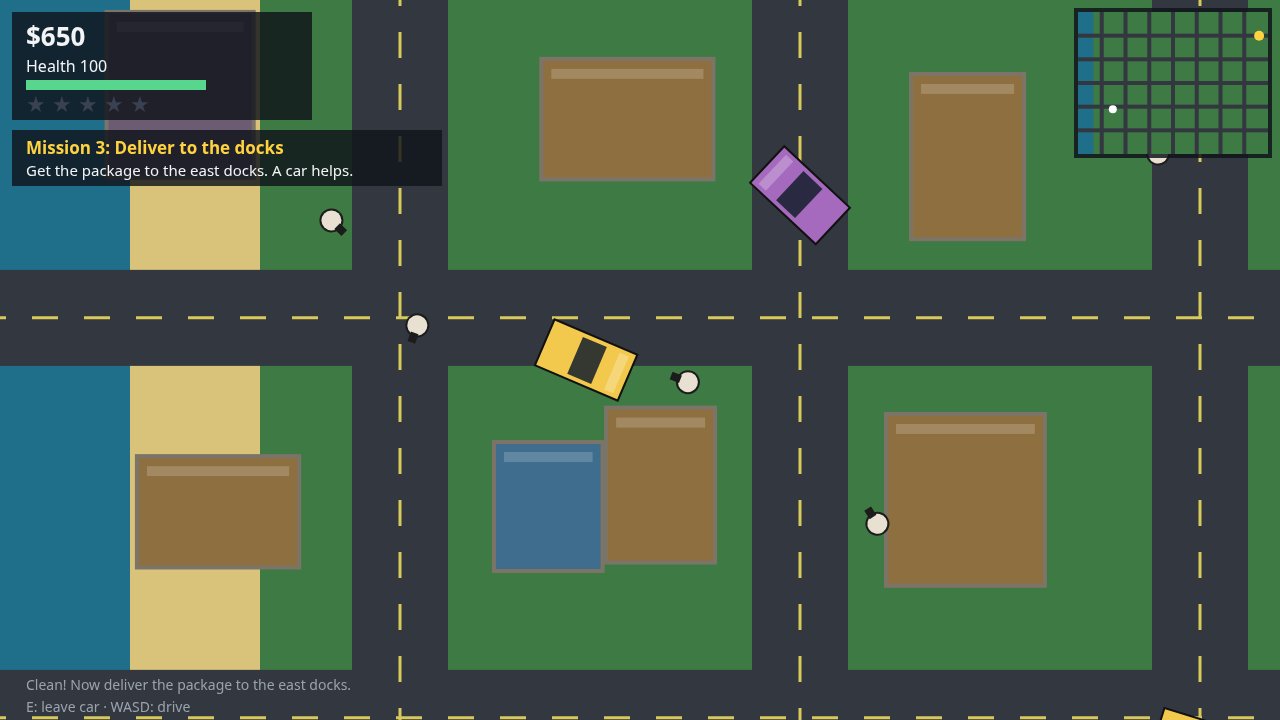 $650
Health 100
★ ★ ★ ★ ★
Mission 3: Deliver to the docks
Get the package to the east docks. A car helps.
Clean! Now deliver the package to the east docks.
E: leave car · WASD: drive